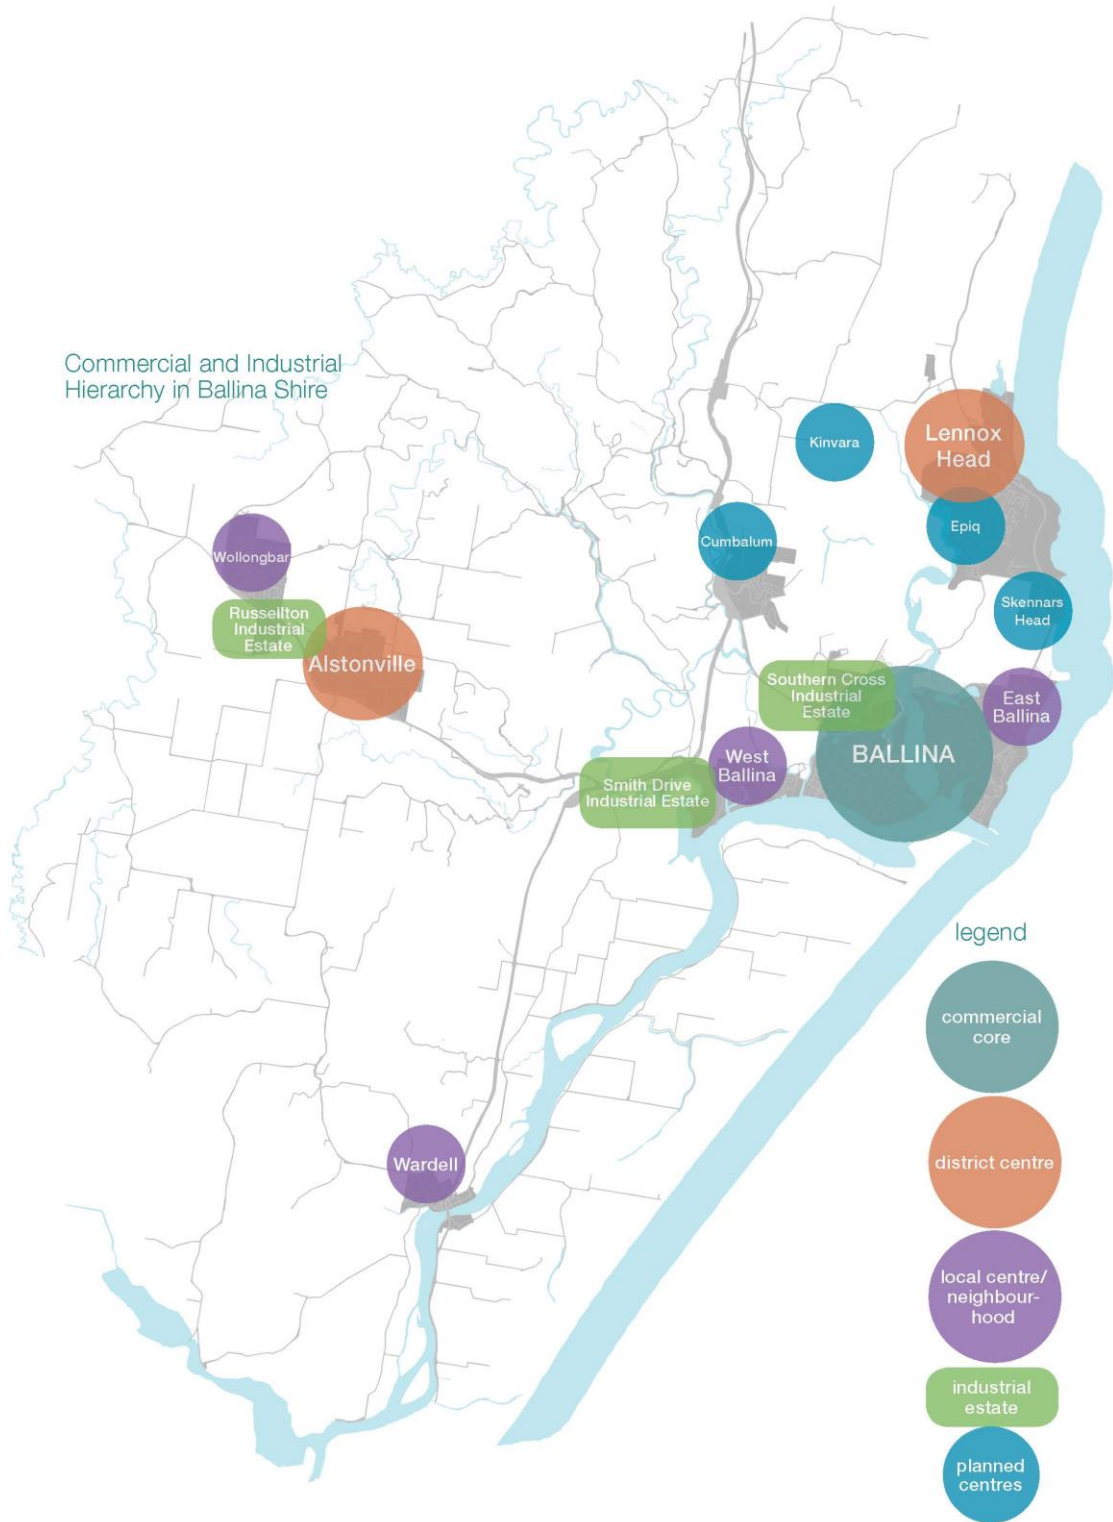 Commercial and Industrial
Hierarchy in Ballina Shire
Kinvara
Lennox
Head
Epiq
Cumbalum
Wollongbar
Skennars
Head
Russellton
Industrial
Estate
Alstonville
Southern Cross
Industrial
Estate
East
Ballina
BALLINA
West
Ballina
Smith Drive
Industrial Estate
Wardell
legend
commercial
core
district centre
local centre/
neighbour-
hood
industrial
estate
planned
centres